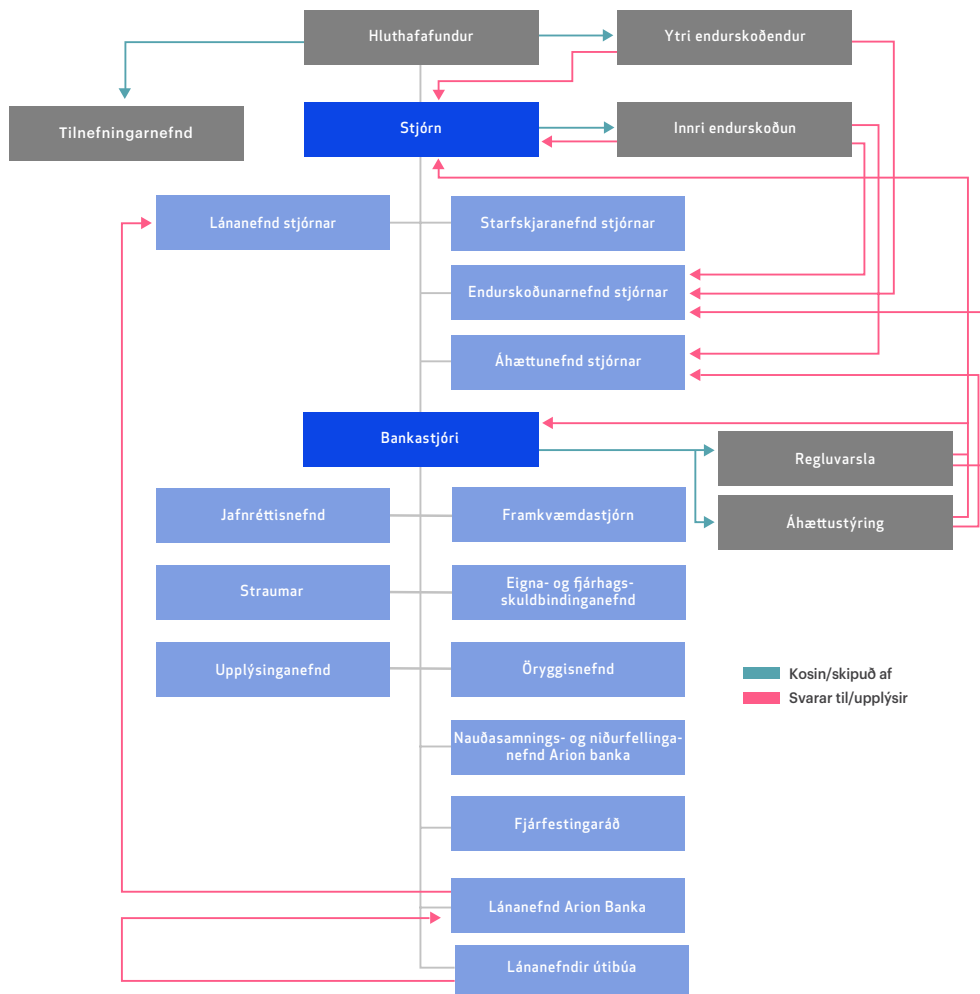 Hluthafafundur
Ytri endurskoðendur
Tilnefningarnefnd
Stjórn
Innri endurskoðun
Lánanefnd stjórnar
Starfskjaranefnd stjórnar
Endurskoðunarnefnd stjórnar
Áhættunefnd stjórnar
Bankastjóri
Regluvarsla
Jafnréttisnefnd
Framkvæmdastjórn
Áhættustýring
Straumar
Eigna- og fjárhags-
skuldbindinganefnd
Upplýsinganefnd
Öryggisnefnd
Kosin/skipuð af
Svarar til/upplýsir
Nauðasamnings- og niðurfellinga-
nefnd Arion banka
Fjárfestingaráð
Lánanefnd Arion Banka
Lánanefndir útibúa